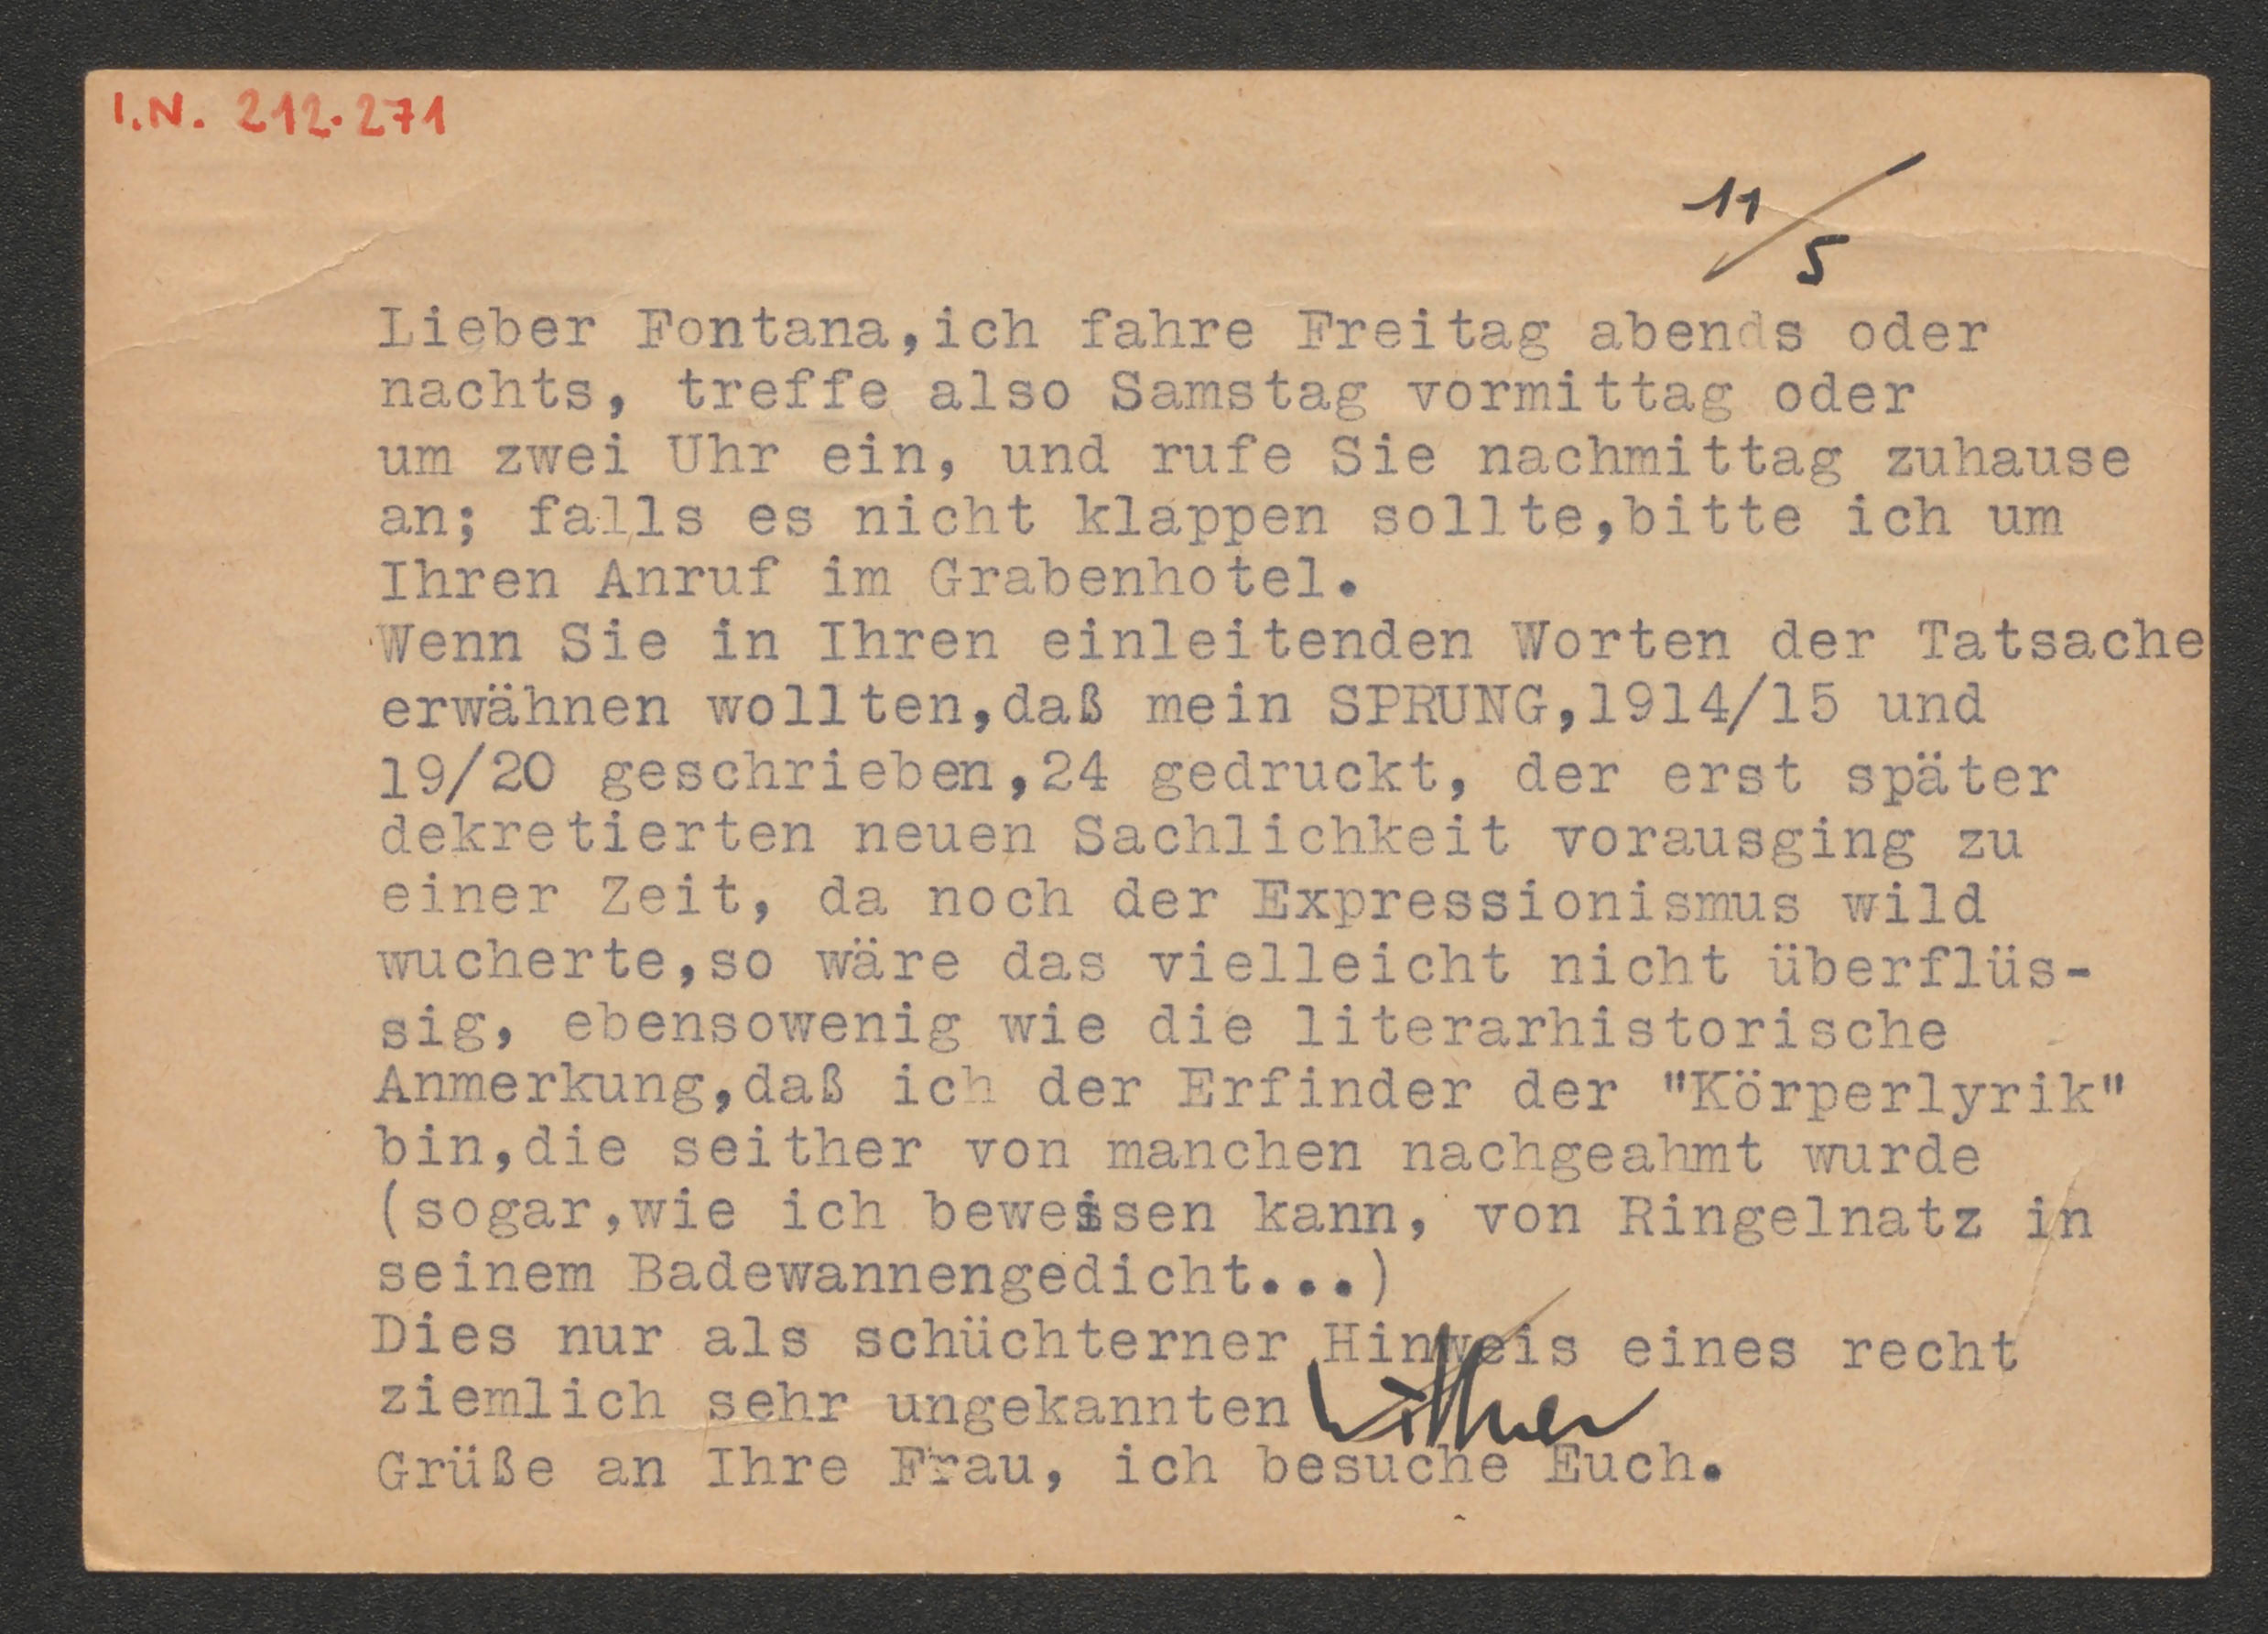 I.N. 212.271
11/5
Lieber Fontana,ich fahre Freitag abends oder
nachts, treffe also Samstag vormittag oder
um zwei Uhr ein, und rufe Sie nachmittag zuhause
an; falls es nicht klappen sollte,bitte ich um
Ihren Anruf im Grabenhotel.
Wenn Sie in Ihren einleitenden Worten der Tatsache
erwähnen wollten,daß mein SPRUNG,1914/15 und
19/20 geschrieben,24 gedruckt, der erst später
dekretierten neuen Sachlichkeit vorausging zu
einer Zeit, da noch der Expressionismus wild
wucherte,so wäre das vielleicht nicht überflüs-
sig, ebensowenig wie die literarhistorische
Anmerkung,daß ich der Erfinder der "Körperlyrik"
bin,die seither von manchen nachgeahmt wurde
(sogar,wie ich beweisen kann, von Ringelnatz in
seinem Badewannengedicht...)
Dies nur als schüchterner Hinweis eines recht
ziemlich sehr ungekannten
Grüße an Ihre Frau, ich besuche Euch.